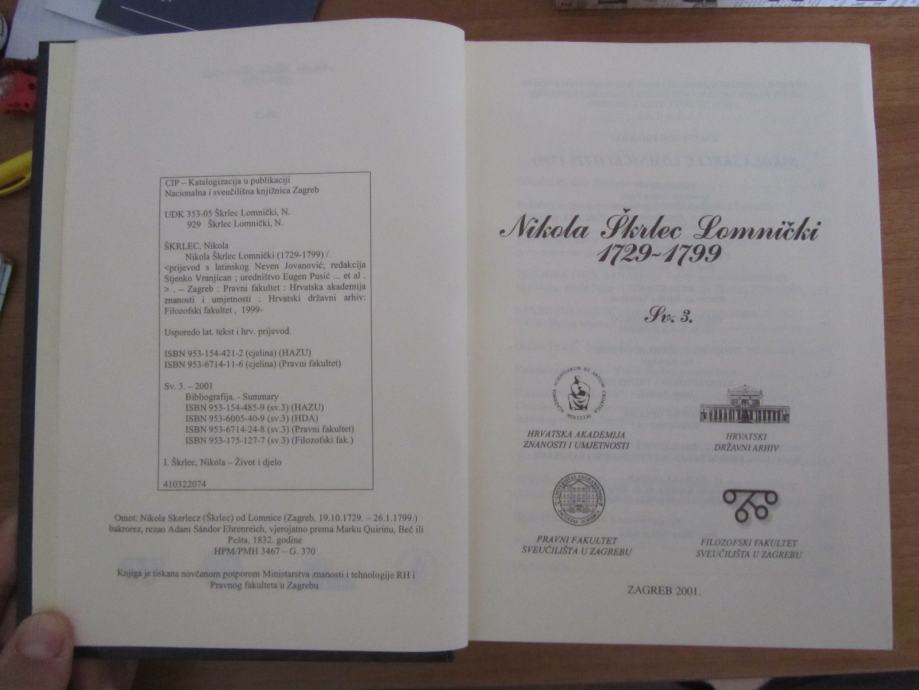 CIP – Katalogizacija u publikaciji
Nacionalna i sveučilišna knjižnica Zagreb
UDK 353-05 Škrlec Lomnički, N.
929 Škrlec Lomnički, N.
ŠKRLEC, Nikola
Nikola Škrlec Lomnički (1729-1799) /
<prijevod s latinskog Neven Jovanović; redakcija
Stjenko Vranjican ; uredništvo Eugen Pusić ... et al .
> . – Zagreb : Pravni fakultet : Hrvatska akademija
znanosti i umjetnosti : Hrvatski državni arhiv:
Filozofski fakultet , 1999-
Usporedo lat. tekst i hrv. prijevod.
ISBN 953-154-421-2 (cjelina) (HAZU)
ISBN 953-6714-11-6 (cjelina) (Pravni fakultet)
Sv. 3. – 2001
Bibliografija. - Summary
ISBN 953-154-485-9 (sv.3) (HAZU)
ISBN 953-6005-40-9 (sv.3) (HDA)
ISBN 953-6714-24-8 (sv.3) (Pravni fakultet)
ISBN 953-175-127-7 (sv.3) (Filozofski fak.)
I. Škrlec, Nikola – Život i djelo
410322074
Omot: Nikola Skerlecz (Škrlec) od Lomnice (Zagreb, 19.10.1729. – 26.1.1799.)
bakrorez, rezao Adam Sándor Ehrenreich, vjerojatno prema Marku Quirinu, Beč ili
Pešta, 1832. godine
HPM/PMH 3467 – G. 370
Knjiga je tiskana novčanom potporom Ministarstva znanosti i tehnologije RH i
Pravnog fakulteta u Zagrebu
Nikola Škrlec Lomnički
1729-1799
Sv. 3.
HRVATSKA AKADEMIJA
ZNANOSTI I UMJETNOSTI
HRVATSKI
DRŽAVNI ARHIV
PRAVNI FAKULTET
SVEUČILIŠTA U ZAGREBU
FILOZOFSKI FAKULTET
SVEUČILIŠTA U ZAGREBU
ZAGREB 2001.